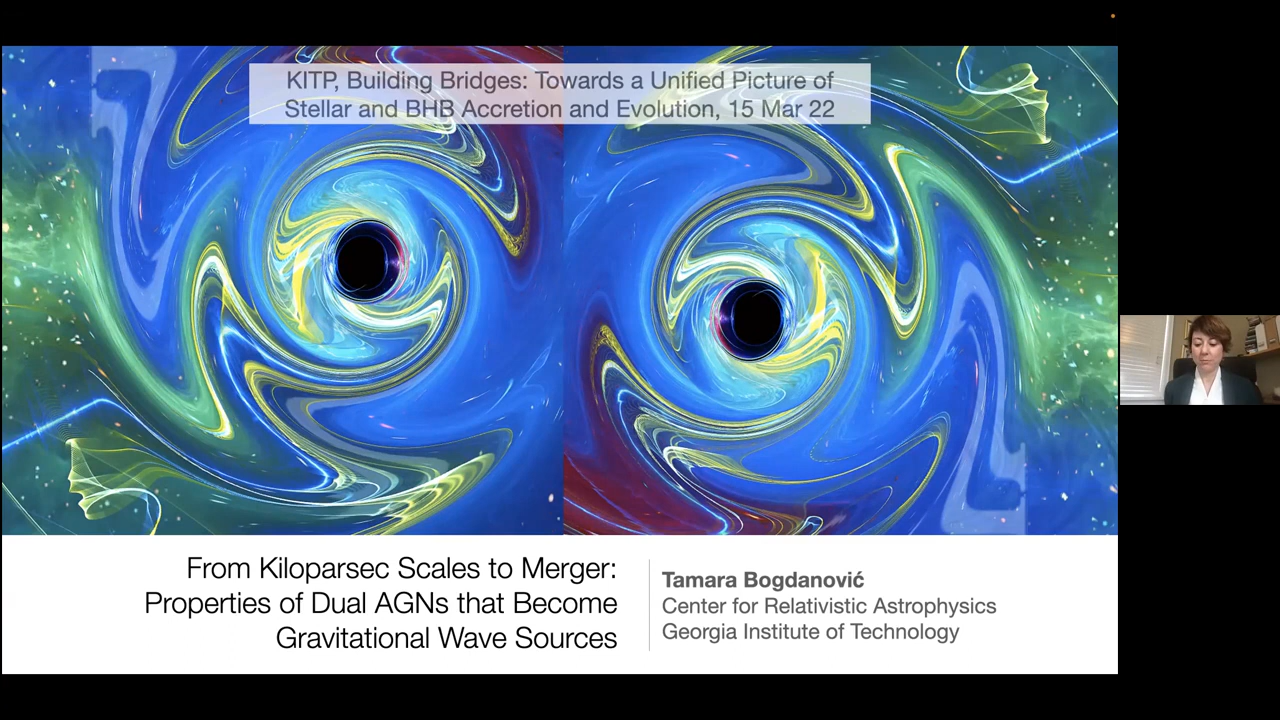 KITP, Building Bridges: Towards a Unified Picture of
Stellar and BHB Accretion and Evolution, 15 Mar 22
From Kiloparsec Scales to Merger:
Properties of Dual AGNs that Become
Gravitational Wave Sources
Tamara Bogdanović
Center for Relativistic Astrophysics
Georgia Institute of Technology